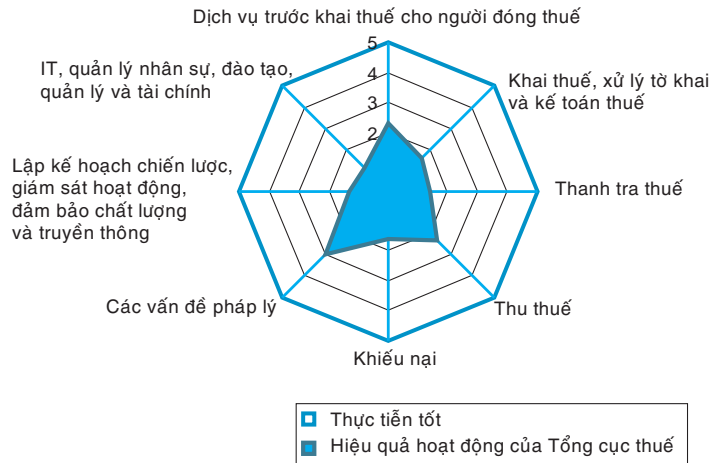 Dịch vụ trước khai thuế cho người đóng thuế
5
4
3
2
IT, quản lý nhân sự, đào tạo,
quản lý và tài chính
Khai thuế, xử lý tờ khai
và kế toán thuế
Lập kế hoạch chiến lược,
giám sát hoạt động,
đảm bảo chất lượng
và truyền thông
Thanh tra thuế
Các vấn đề pháp lý
Thu thuế
Khiếu nại
Thực tiễn tốt
Hiệu quả hoạt động của Tổng cục thuế